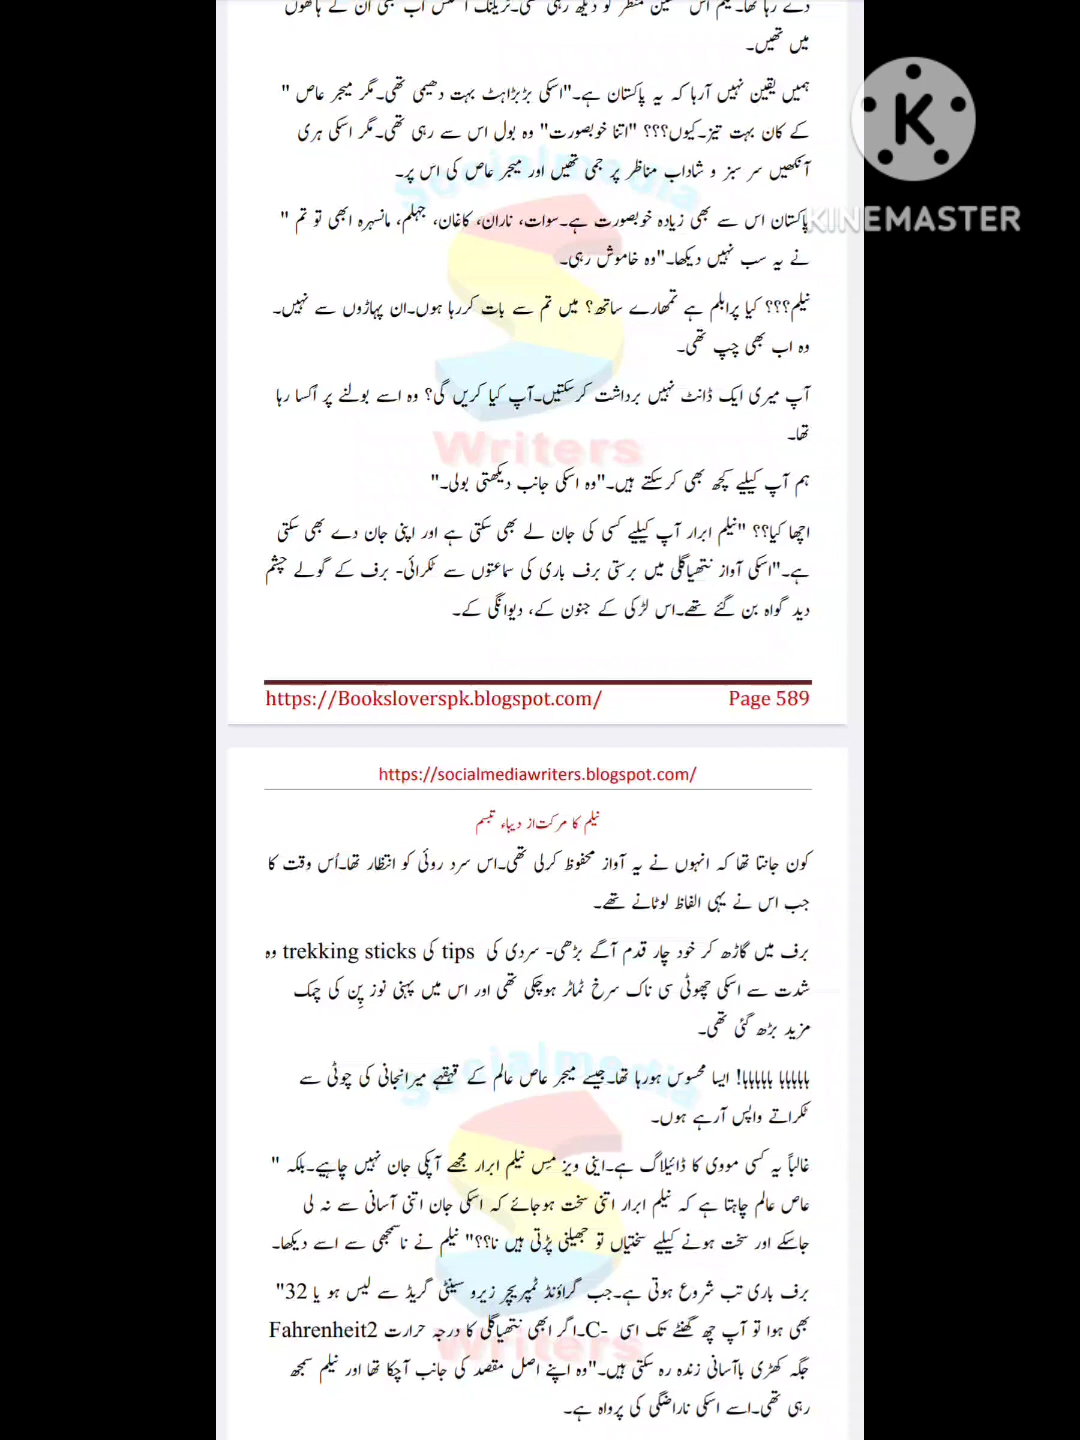 میں تھیں۔
ہمیں یقین نہیں آرہا کہ یہ پاکستان ہے۔"اسکی بڑبڑاہٹ بہت دھیمی تھی۔مگر میجر عاص "
کے کان بہت تیز۔کیوں؟؟؟ "اتنا خوبصورت" وہ بول اس سے رہی تھی۔مگر اسکی ہری
آنکھیں سر سبز و شاداب مناظر پر جمی تھیں اور میجر عاص کی اس پر۔
پاکستان اس سے بھی زیادہ خوبصورت ہے۔سوات، ناران، کاغان، جہلم، مانسہرہ ابھی تو تم "
نے یہ سب نہیں دیکھا۔"وہ خاموش رہی۔
نیلم؟؟؟ کیا پرابلم ہے تمھارے ساتھ؟ میں تم سے بات کررہا ہوں۔ان پہاڑوں سے نہیں۔
وہ اب بھی چپ تھی۔
آپ میری ایک ڈانٹ نہیں برداشت کرسکتیں۔آپ کیا کریں گی؟ وہ اسے بولنے پر اُکسا رہا
تھا۔
ہم آپ کیلیے کچھ بھی کرسکتے ہیں۔"وہ اسکی جانب دیکھتی بولی۔"
اچھا کیا؟؟ "نیلم ابرار آپ کیلیے کسی کی جان لے بھی سکتی ہے اور اپنی جان دے بھی سکتی
ہے۔"اسکی آواز نتھیاگلی میں برستی برف باری کی سماعتوں سے ٹکرائی- برف کے گولے چشم
دید گواہ بن گئے تھے۔اس لڑکی کے جنون کے، دیوانگی کے۔
https://Booksloverspk.blogspot.com/ Page 589
https://socialmediawriters.blogspot.com/
نیلم کا مرکت از دیباء تبسم
کون جانتا تھا کہ انہوں نے یہ آواز محفوظ کرلی تھی۔اس سرد روئی کو انتظار تھا۔اُس وقت کا
جب اس نے یہی الفاظ لوٹانے تھے۔
برف میں گاڑھ کر خود چار قدم آگے بڑھی- سردی کی tips کی trekking sticks وہ
شدت سے اسکی چھوٹی سی ناک سرخ ٹماٹر ہوچکی تھی اور اس میں پہنی نوز پِن کی چمک
مزید بڑھ گئی تھی۔
ہاہاہاہا ہاہاہاہا! ایسا محسوس ہورہا تھا۔جیسے میجر عاص عالم کے قہقہے میرانجانی کی چوٹی سے
ٹکراتے واپس آرہے ہوں۔
غالباً یہ کسی مووی کا ڈائیلاگ ہے۔اینی ویز مِس نیلم ابرار مجھے آپکی جان نہیں چاہیے۔بلکہ "
عاص عالم چاہتا ہے کہ نیلم ابرار اتنی سخت ہوجائے کہ اسکی جان اتنی آسانی سے نہ لی
جاسکے اور سخت ہونے کیلیے سختیاں تو جھیلنی پڑتی ہیں نا؟؟" نیلم نے ناسمجھی سے اسے دیکھا۔
برف باری تب شروع ہوتی ہے۔جب گراؤنڈ ٹمپریچر زیرو سینٹی گریڈ سے لیس ہو یا 32"
بھی ہوا تو آپ چھ گھنٹے تک اسی -C۔اگر ابھی نتھیاگلی کا درجہ حرارت Fahrenheit2
جگہ کھڑی باآسانی زندہ رہ سکتی ہیں۔"وہ اپنے اصل مقصد کی جانب آچکا تھا اور نیلم سمجھ
رہی تھی۔اسے اسکی ناراضگی کی پرواہ ہے۔
Socialmedia
Writers
KINEMASTER